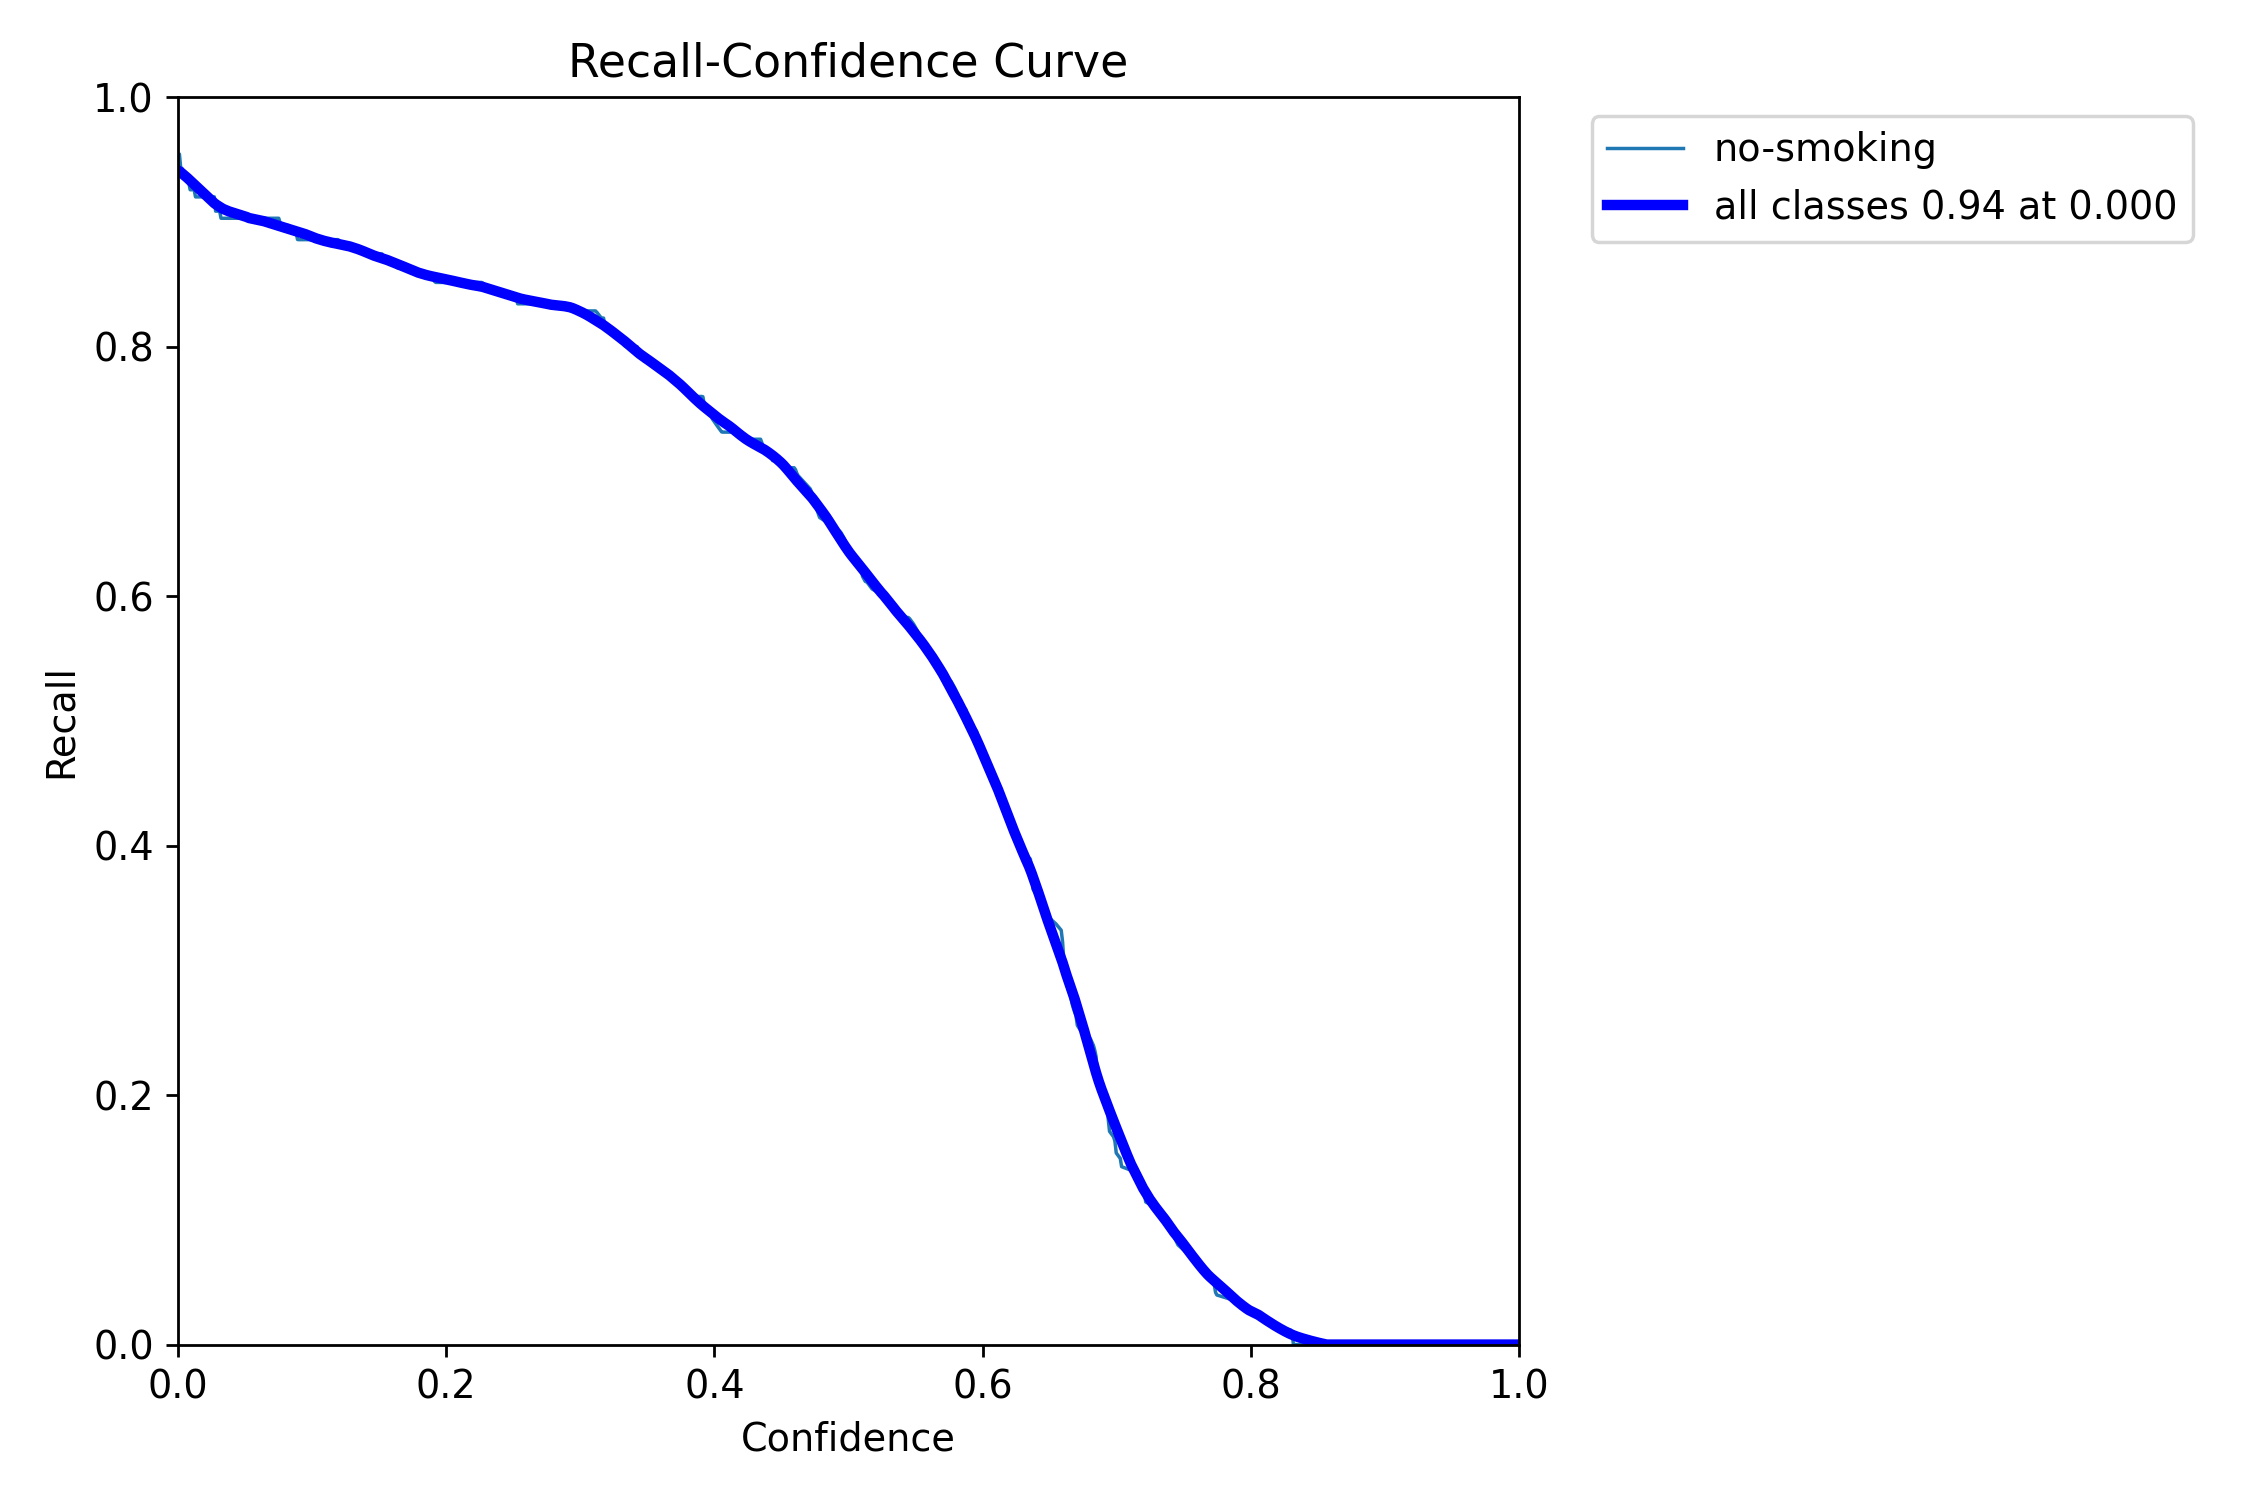 Recall-Confidence Curve
no-smoking
all classes 0.94 at 0.000
Recall
1.0
0.8
0.6
0.4
0.2
0.0
0.0 0.2 0.4 0.6 0.8 1.0
Confidence